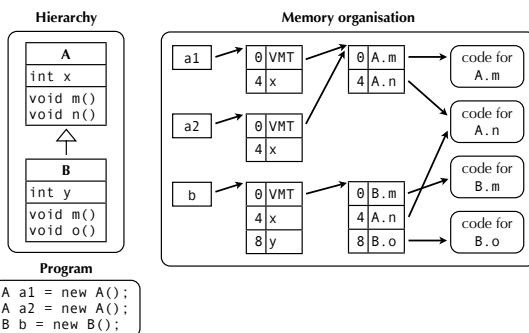 Hierarchy
A
int x
void m()
void n()
B
int y
void m()
void o()
Program
A a1 = new A();
A a2 = new A();
B b = new B();
Memory organisation
a1
0 VMT
4 x
0 A.m
4 A.n
code for
A.m
a2
0 VMT
4 x
code for
A.n
b
0 VMT
4 x
8 y
0 B.m
4 A.n
8 B.o
code for
B.m
code for
B.o